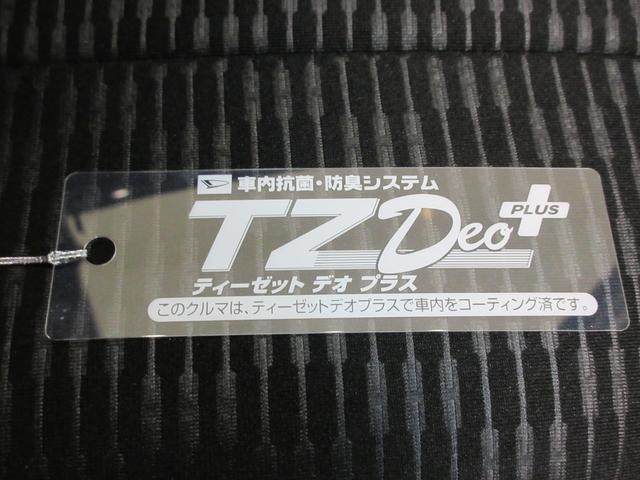 車内抗菌・防臭システム
TZ Deo PLUS
ティーゼット デオ プラス
このクルマは、ティーゼットデオプラスで車内をコーティング済です。